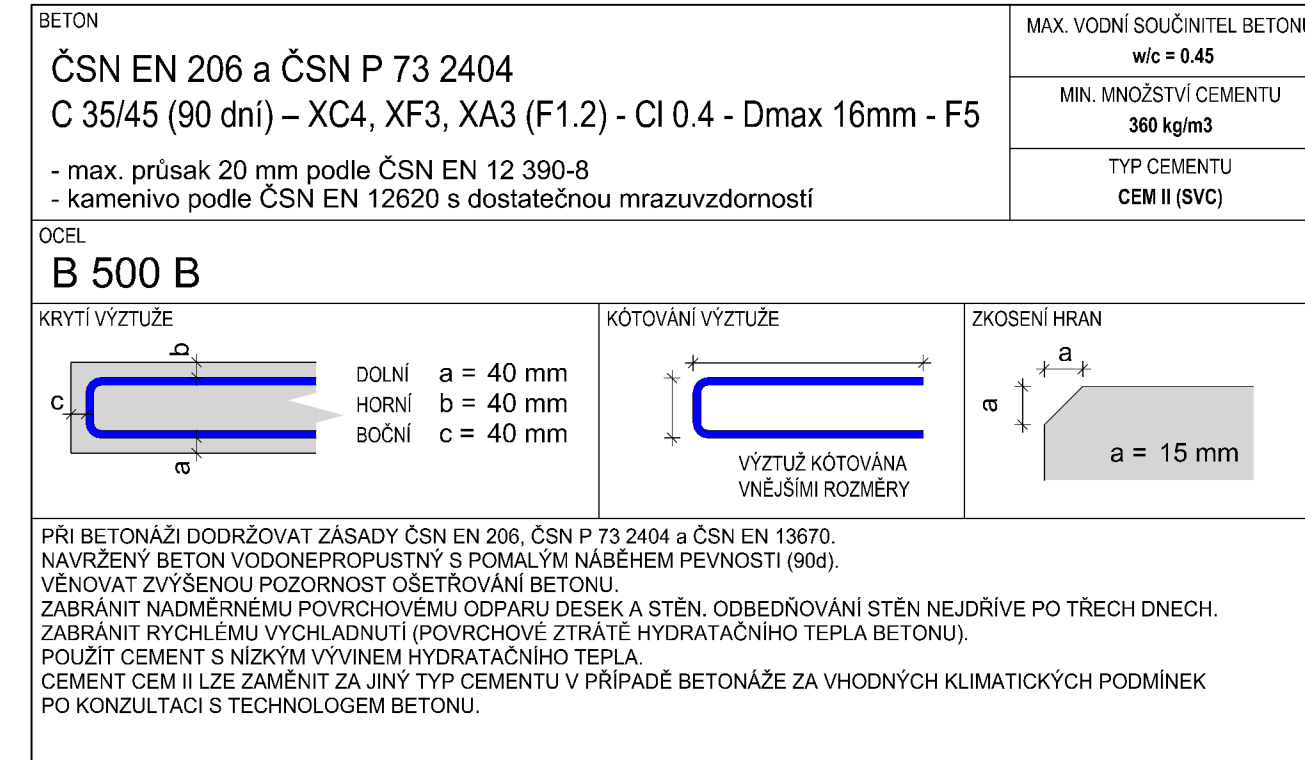 BETON
ČSN EN 206 a ČSN P 73 2404
C 35/45 (90 dní) – XC4, XF3, XA3 (F1.2) - Cl 0.4 - Dmax 16mm - F5
- max. průsak 20 mm podle ČSN EN 12 390-8
- kamenivo podle ČSN EN 12620 s dostatečnou mrazuvzdorností
MAX. VODNÍ SOUČINITEL BETONU
w/c = 0.45
MIN. MNOŽSTVÍ CEMENTU
360 kg/m3
TYP CEMENTU
CEM II (SVC)
OCEL
B 500 B
KRYTÍ VÝZTUŽE
b
c
a
DOLNÍ a = 40 mm
HORNÍ b = 40 mm
BOČNÍ c = 40 mm
KÓTOVÁNÍ VÝZTUŽE
VÝZTUŽ KÓTOVÁNA
VNĚJŠÍMI ROZMĚRY
ZKOSENÍ HRAN
a
a
a = 15 mm
PŘI BETONÁŽI DODRŽOVAT ZÁSADY ČSN EN 206, ČSN P 73 2404 a ČSN EN 13670.
NAVRŽENÝ BETON VODONEPROPUSTNÝ S POMALÝM NÁBĚHEM PEVNOSTI (90d).
VĚNOVAT ZVÝŠENOU POZORNOST OŠETŘOVÁNÍ BETONU.
ZABRÁNIT NADMĚRNÉMU POVRCHOVÉMU ODPARU DESEK A STĚN. ODBEDŇOVÁNÍ STĚN NEJDŘÍVE PO TŘECH DNECH.
ZABRÁNIT RYCHLÉMU VYCHLADNUTÍ (POVRCHOVÉ ZTRÁTĚ HYDRATAČNÍHO TEPLA BETONU).
POUŽÍT CEMENT S NÍZKÝM VÝVINEM HYDRATAČNÍHO TEPLA.
CEMENT CEM II LZE ZAMĚNIT ZA JINÝ TYP CEMENTU V PŘÍPADĚ BETONÁŽE ZA VHODNÝCH KLIMATICKÝCH PODMÍNEK
PO KONZULTACI S TECHNOLOGEM BETONU.